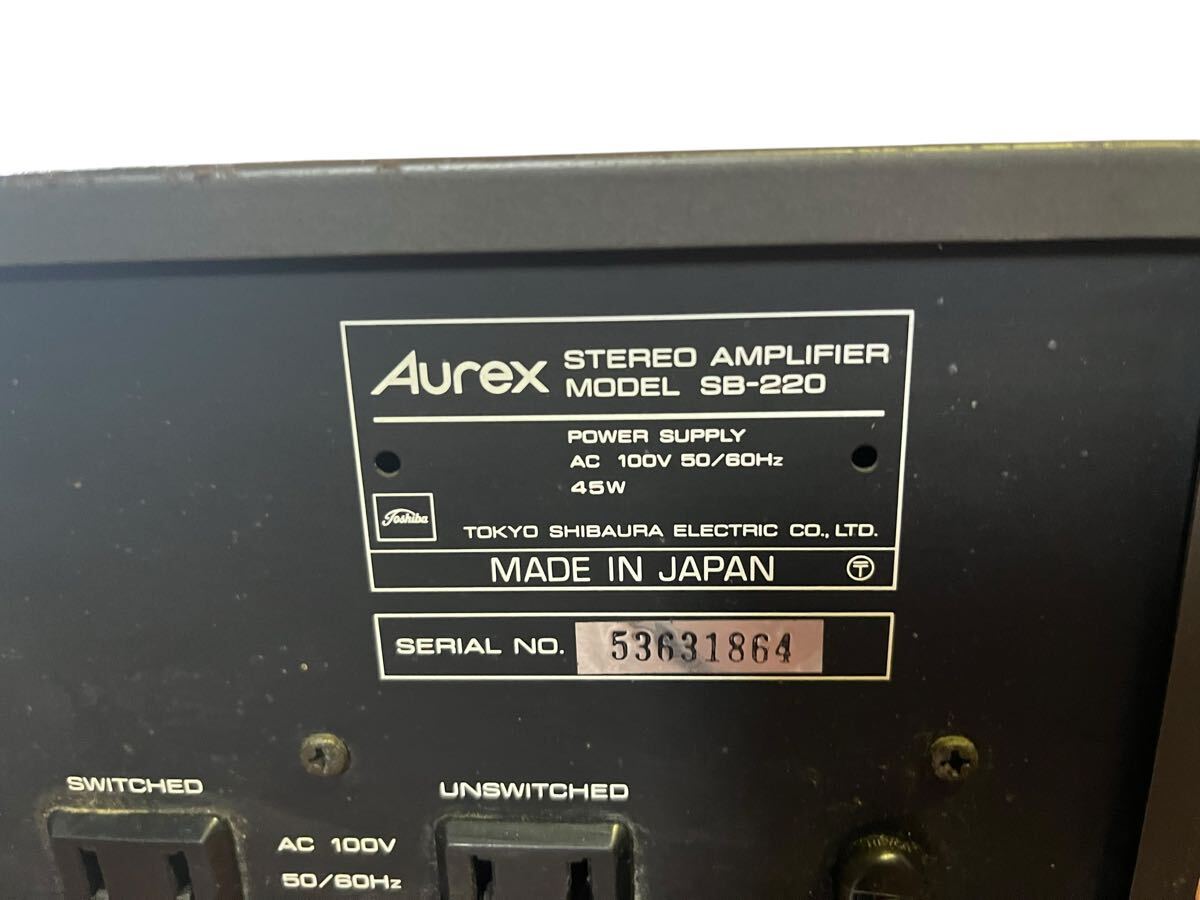 Aurex STEREO AMPLIFIER
MODEL SB-220
POWER SUPPLY
AC 100V 50/60Hz
45W
Toshiba
TOKYO SHIBAURA ELECTRIC CO., LTD.
MADE IN JAPAN 〒
SERIAL NO. 53631864
SWITCHED
UNSWITCHED
AC 100V
50/60Hz